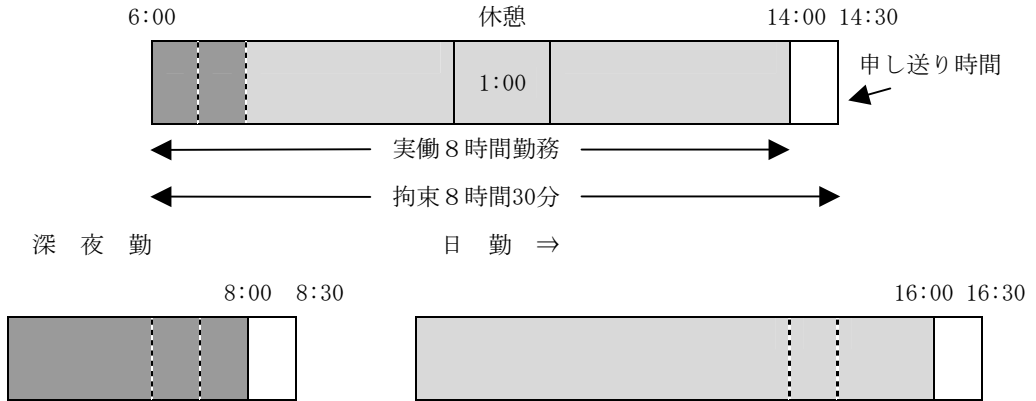 6:00 休憩 14:00 14:30
申し送り時間
1:00
実働８時間勤務
拘束８時間30分
深 夜 勤 日 勤 ⇒
8:00 8:30 16:00 16:30